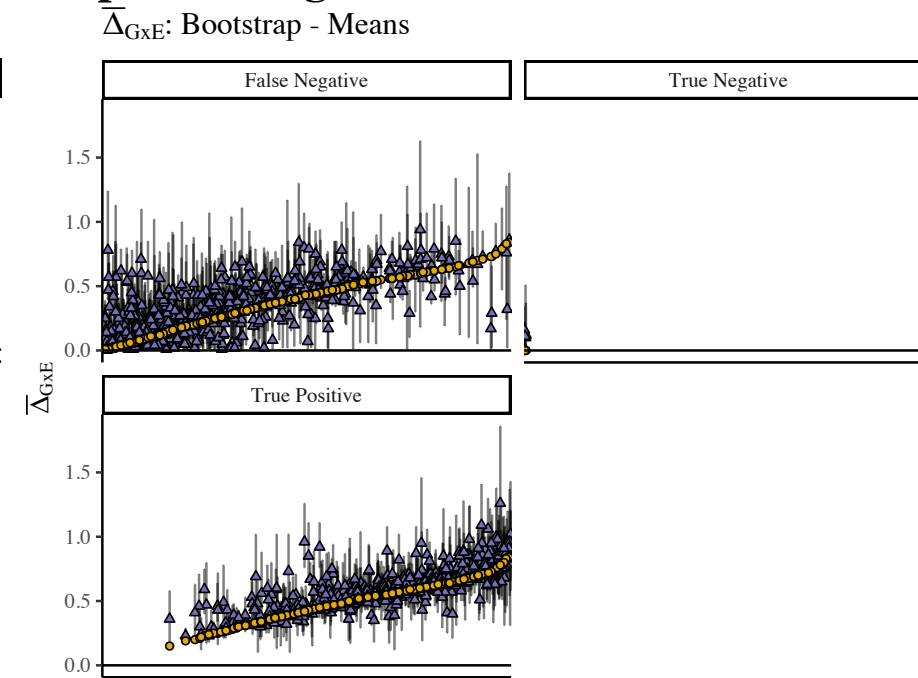 Δ̅GxE: Bootstrap - Means
False Negative
True Negative
1.5
1.0
0.5
0.0
Δ̅GxE
True Positive
1.5
1.0
0.5
0.0